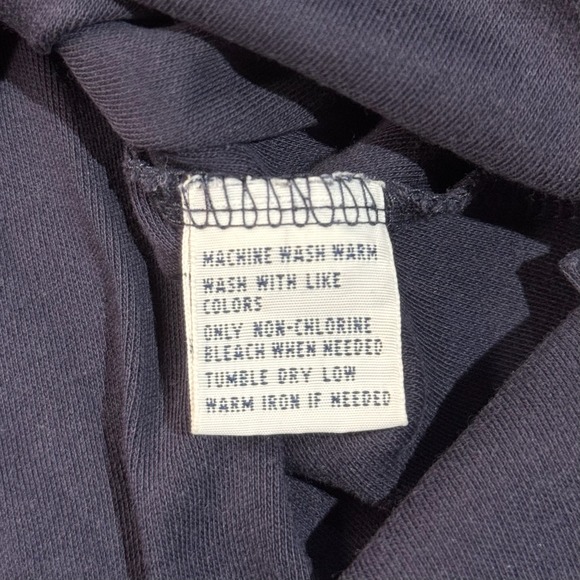 MACHINE WASH WARM
WASH WITH LIKE
COLORS
ONLY NON-CHLORINE
BLEACH WHEN NEEDED
TUMBLE DRY LOW
WARM IRON IF NEEDED